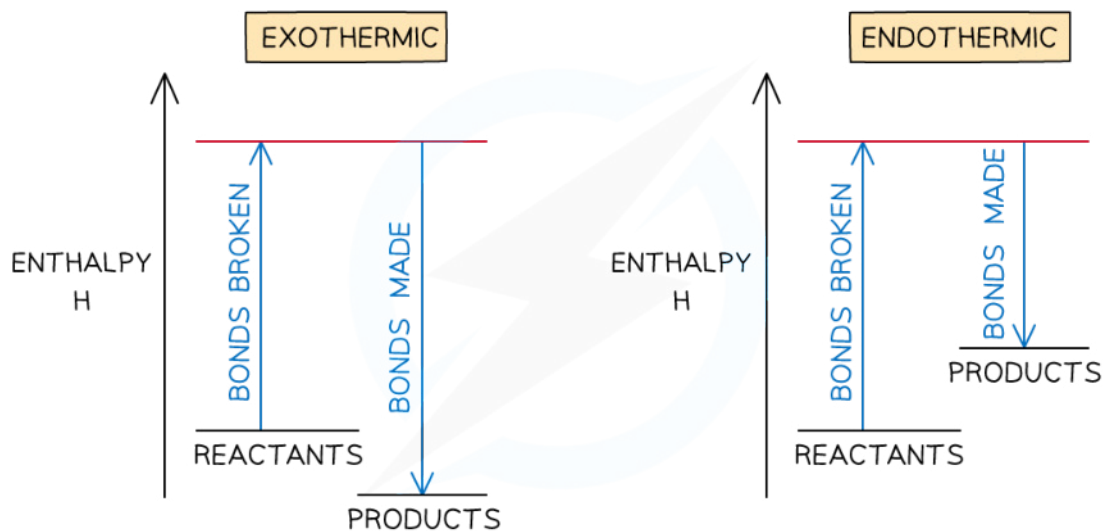 EXOTHERMIC
ENTHALPY
H
BONDS BROKEN
BONDS MADE
REACTANTS
PRODUCTS
ENDOTHERMIC
ENTHALPY
H
BONDS BROKEN
BONDS MADE
PRODUCTS
REACTANTS